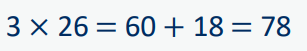 3 × 26 = 60 + 18 = 78